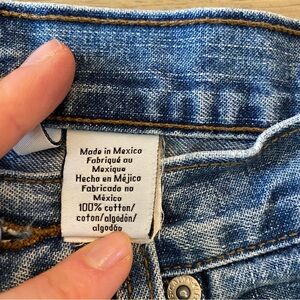 Made in Mexico
Fabriqué au
Mexique
Hecho en Méjico
Fabricado no
México
100% cotton/
coton/algodón/
algodão